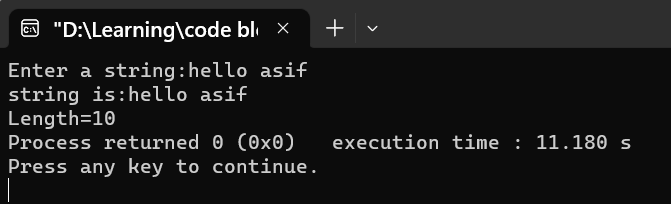 "D:\Learning\code blo
Enter a string:hello asif
string is:hello asif
Length=10
Process returned 0 (0x0)   execution time : 11.180 s
Press any key to continue.